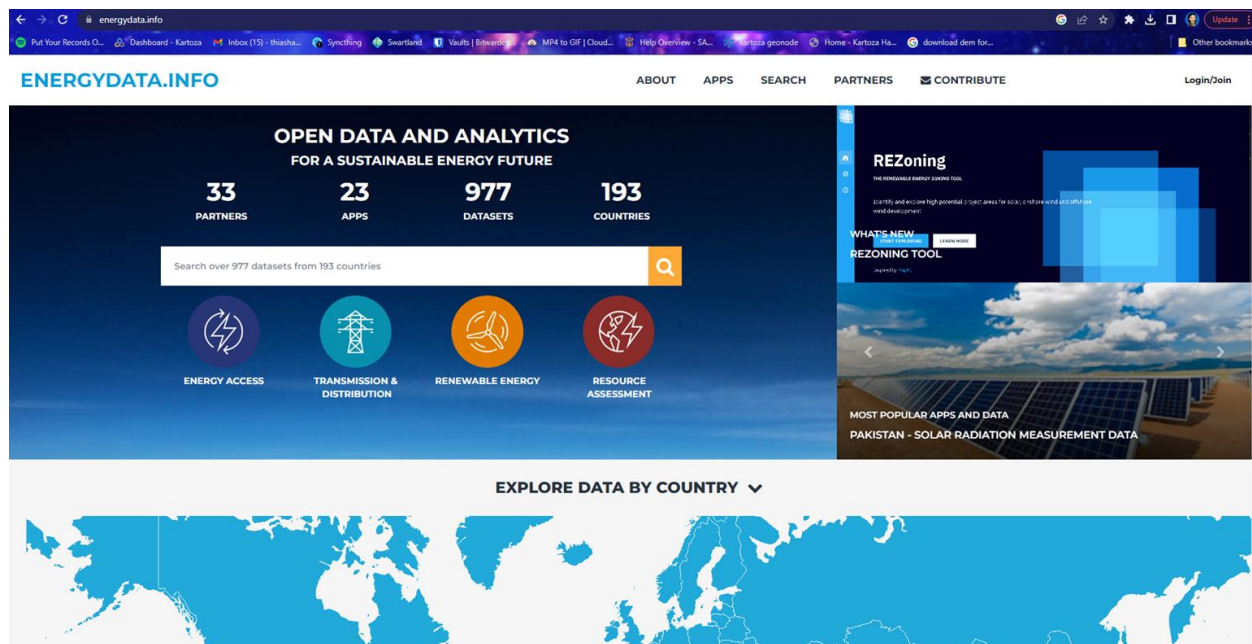 energydata.info
Update
Put Your Records O...
Dashboard - Kartoza
Inbox (15) - thiasha...
Syncthing
Swartland
Vaults | Bitwarden...
MP4 to GIF | Cloud...
Help Overview - SA...
kartoza geonode
Home - Kartoza Ha...
download dem for...
Other bookmarks
ENERGYDATA.INFO
ABOUT
APPS
SEARCH
PARTNERS
CONTRIBUTE
Login/Join
OPEN DATA AND ANALYTICS
FOR A SUSTAINABLE ENERGY FUTURE
33
PARTNERS
23
APPS
977
DATASETS
193
COUNTRIES
Search over 977 datasets from 193 countries
ENERGY ACCESS
TRANSMISSION &
DISTRIBUTION
RENEWABLE ENERGY
RESOURCE
ASSESSMENT
REZoning
THE RENEWABLE ENERGY ZONING TOOL
Identify and explore high potential project areas for solar, onshore wind and offshore
wind development
WHAT'S NEW
START EXPLORING
LEARN MORE
REZONING TOOL
MOST POPULAR APPS AND DATA
PAKISTAN - SOLAR RADIATION MEASUREMENT DATA
EXPLORE DATA BY COUNTRY